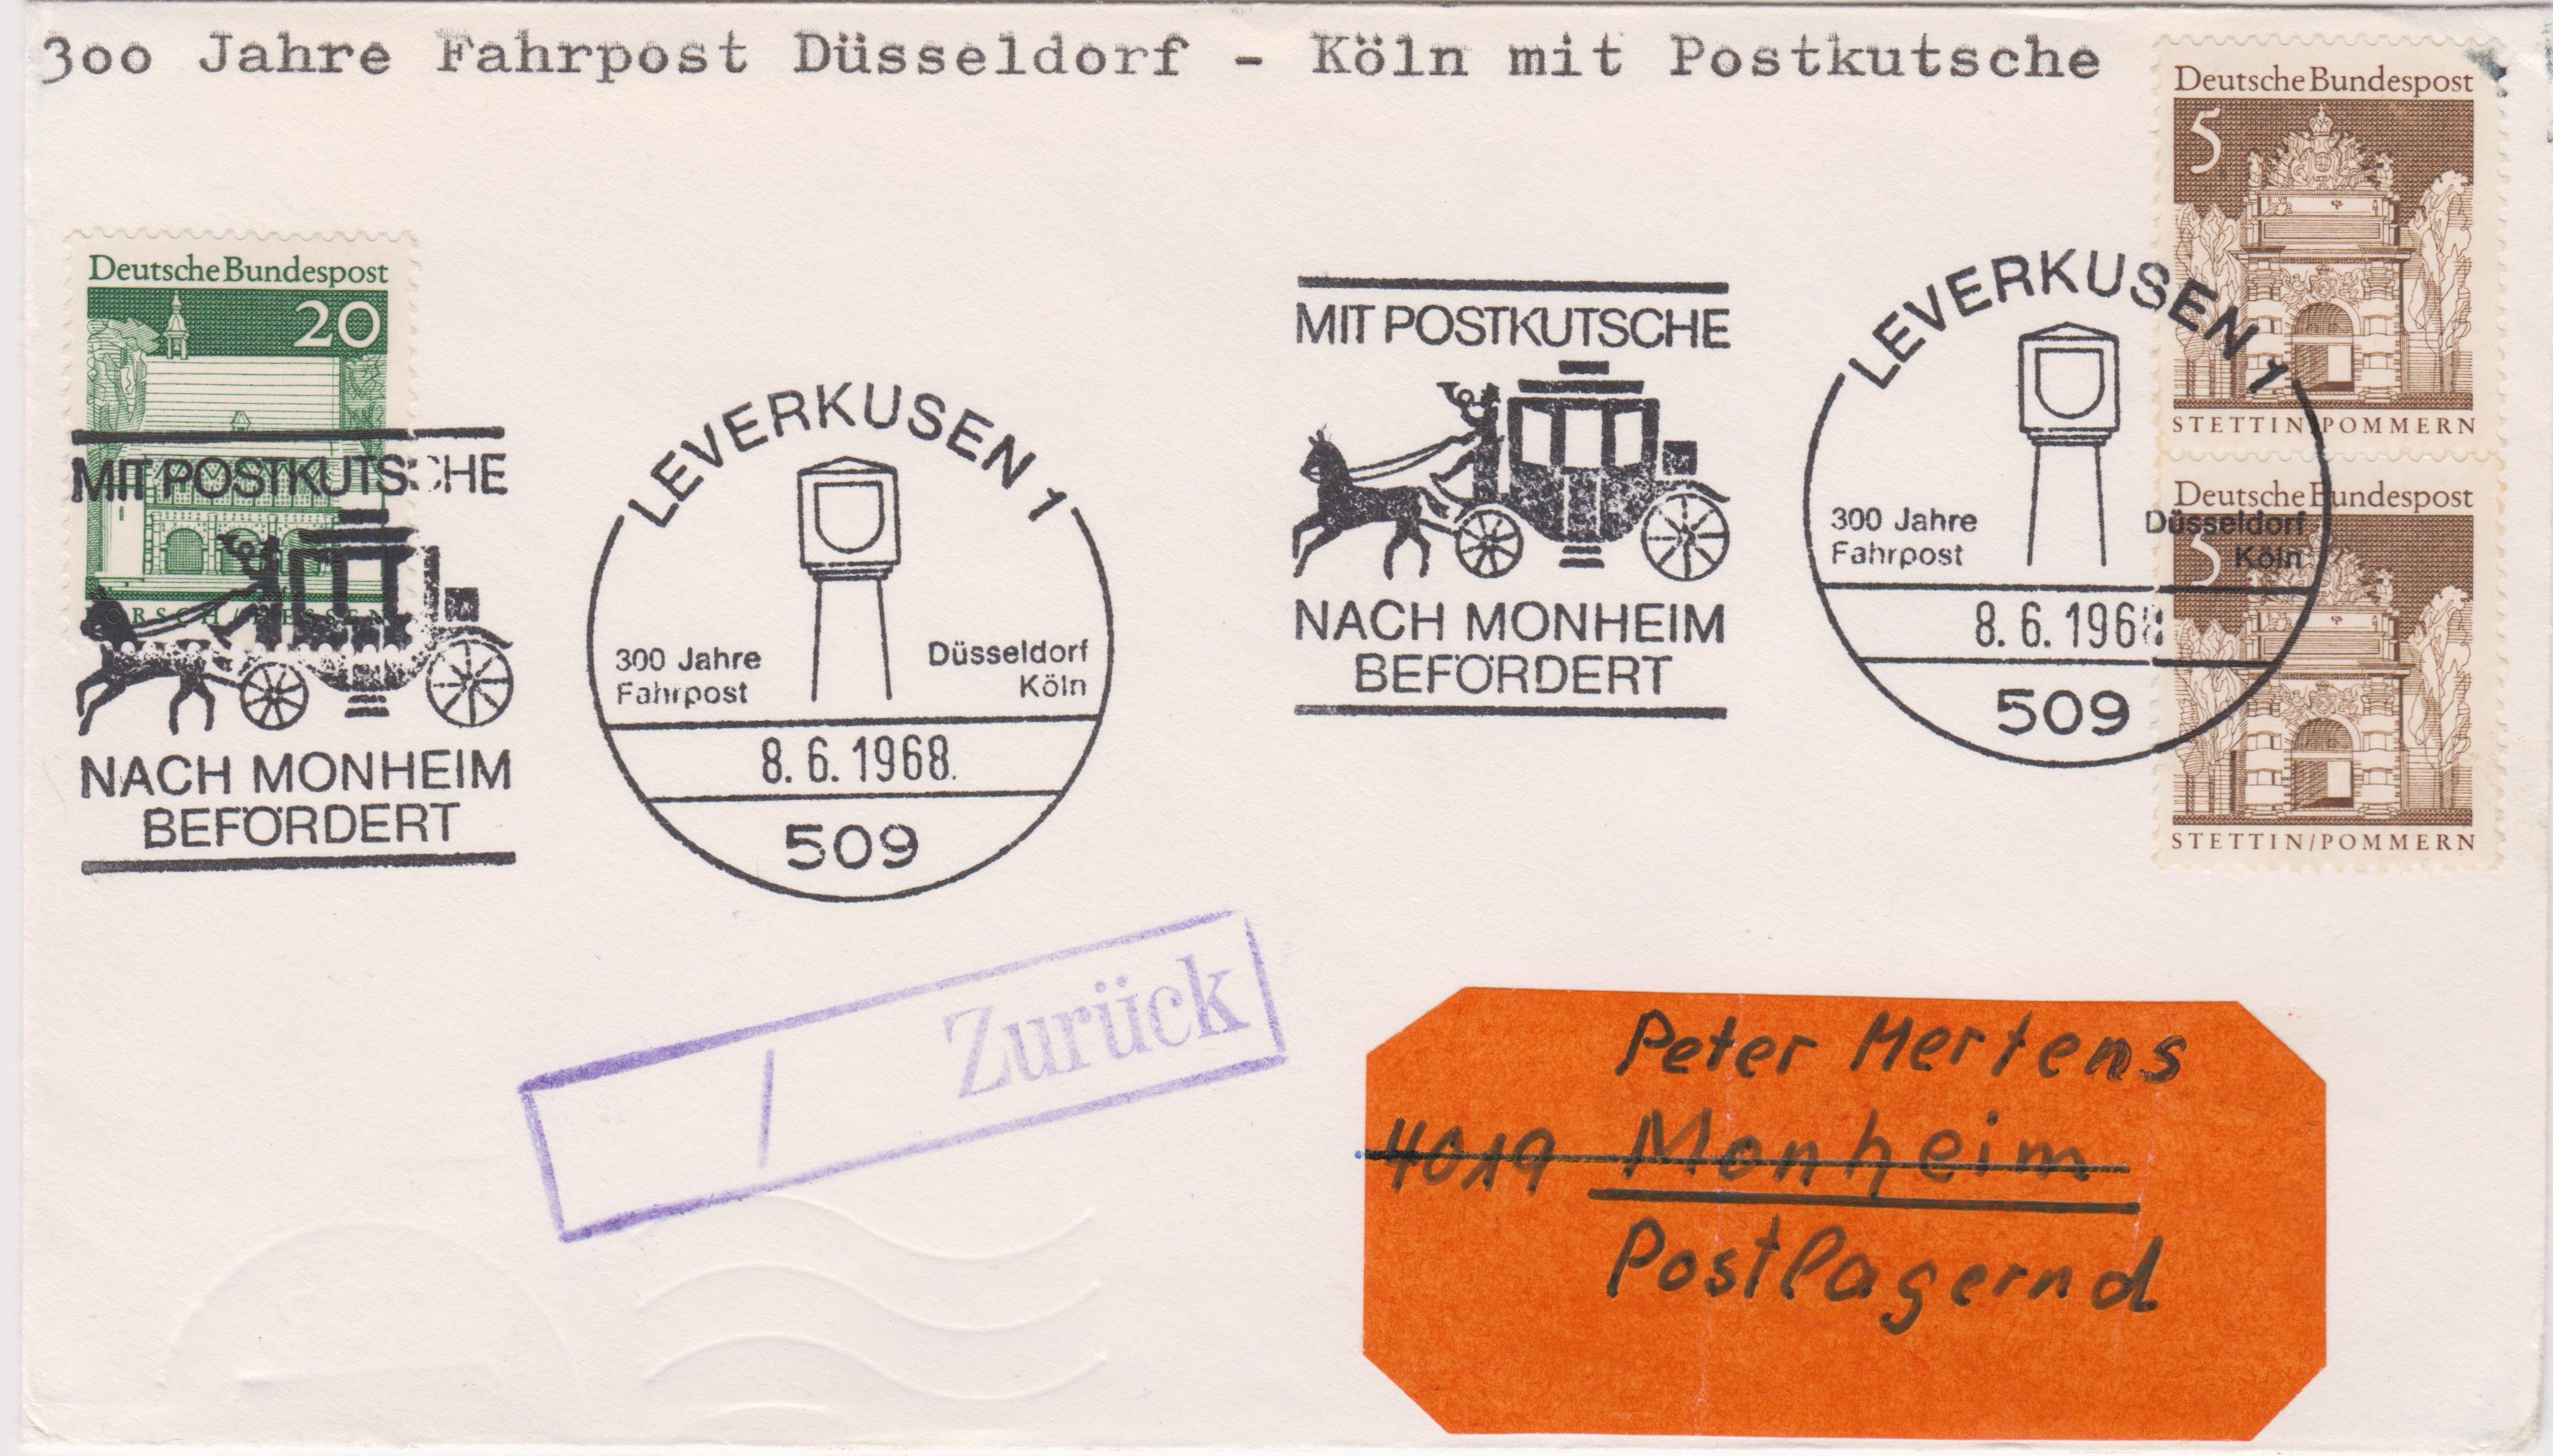 300 Jahre Fahrpost Düsseldorf - Köln mit Postkutsche
Deutsche Bundespost
5
STETTIN/POMMERN
Deutsche Bundespost
5
STETTIN/POMMERN
Deutsche Bundespost
20
LORSCH/HESSEN
MIT POSTKUTSCHE
NACH MONHEIM
BEFÖRDERT
LEVERKUSEN 1
300 Jahre
Fahrpost
Düsseldorf
Köln
8.6.1968
509
MIT POSTKUTSCHE
NACH MONHEIM
BEFÖRDERT
LEVERKUSEN 1
300 Jahre
Fahrpost
Düsseldorf
Köln
8.6.1968
509
Zurück
Peter Mertens
4019 Monheim
Postlagernd